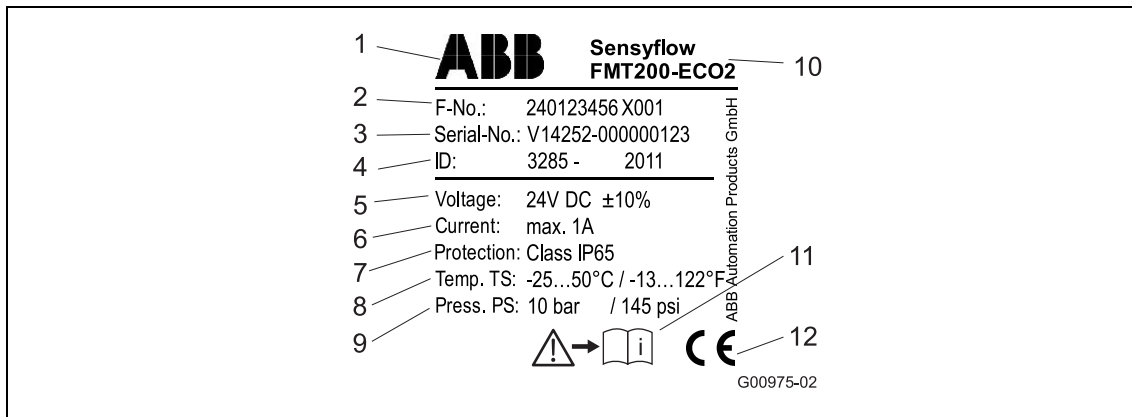 1 ABB Sensyflow
FMT200-ECO2 10
2 F-No.: 240123456 X001
3 Serial-No.: V14252-000000123
4 ID: 3285 - 2011
5 Voltage: 24V DC ±10%
6 Current: max. 1A
7 Protection: Class IP65
8 Temp. TS: -25...50°C / -13...122°F
9 Press. PS: 10 bar / 145 psi
ABB Automation Products GmbH
11
i CE 12
G00975-02